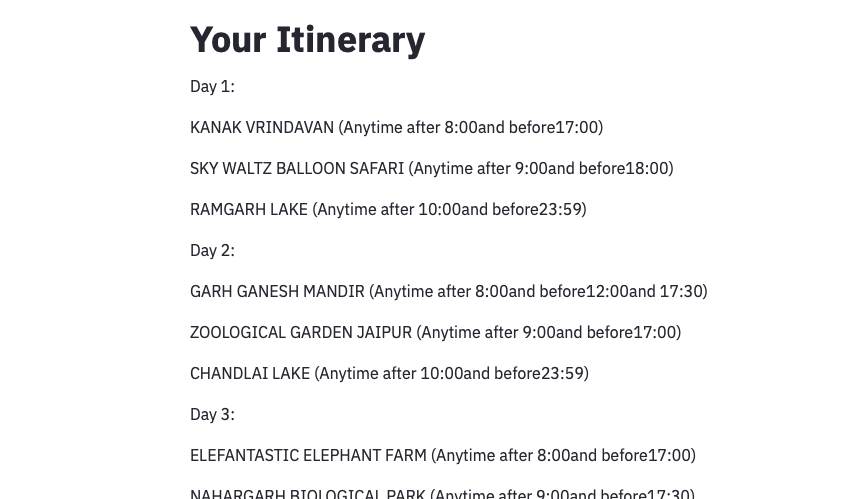 Your Itinerary
Day 1:
KANAK VRINDAVAN (Anytime after 8:00and before17:00)
SKY WALTZ BALLOON SAFARI (Anytime after 9:00and before18:00)
RAMGARH LAKE (Anytime after 10:00and before23:59)
Day 2:
GARH GANESH MANDIR (Anytime after 8:00and before12:00and 17:30)
ZOOLOGICAL GARDEN JAIPUR (Anytime after 9:00and before17:00)
CHANDLAI LAKE (Anytime after 10:00and before23:59)
Day 3:
ELEFANTASTIC ELEPHANT FARM (Anytime after 8:00and before17:00)
NAHARGARH BIOLOGICAL PARK (Anytime after 9:00and before17:30)